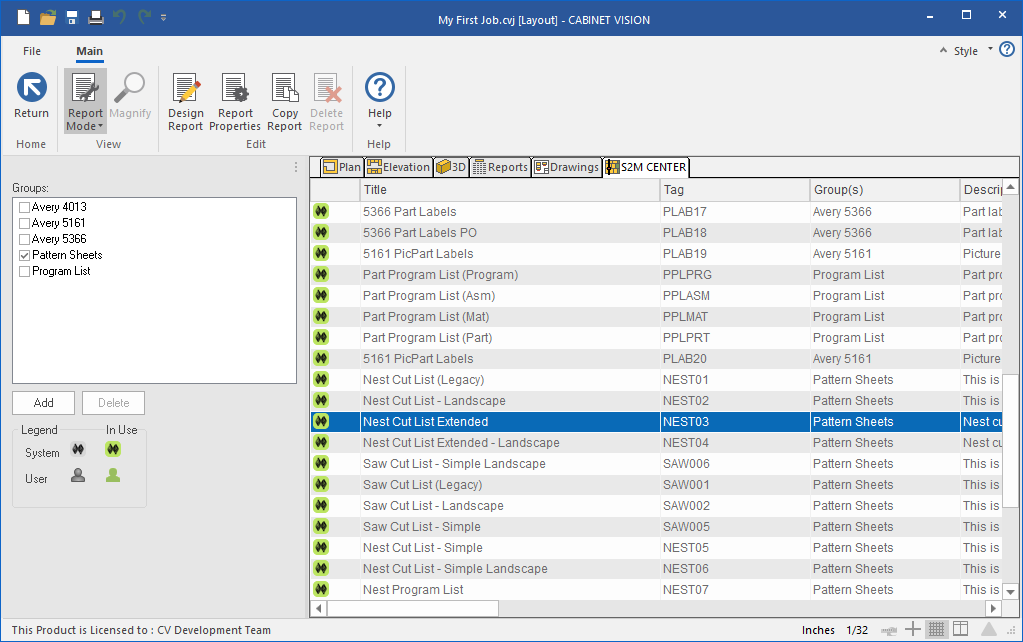 My First Job.cvj [Layout] - CABINET VISION
File Main Style
Return
Report Mode
Magnify
Design Report
Report Properties
Copy Report
Delete Report
Help
Home View Edit Help
Groups:
Avery 4013
Avery 5161
Avery 5366
Pattern Sheets
Program List
Add Delete
Legend In Use
System
User
Plan Elevation 3D Reports Drawings S2M CENTER
Title Tag Group(s) Descrip
5366 Part Labels PLAB17 Avery 5366 Part lab
5366 Part Labels PO PLAB18 Avery 5366 Part lab
5161 PicPart Labels PLAB19 Avery 5161 Picture
Part Program List (Program) PPLPRG Program List Part pro
Part Program List (Asm) PPLASM Program List Part pro
Part Program List (Mat) PPLMAT Program List Part pro
Part Program List (Part) PPLPRT Program List Part pro
5161 PicPart Labels PLAB20 Avery 5161 Picture
Nest Cut List (Legacy) NEST01 Pattern Sheets This is
Nest Cut List - Landscape NEST02 Pattern Sheets This is
Nest Cut List Extended NEST03 Pattern Sheets Nest cu
Nest Cut List Extended - Landscape NEST04 Pattern Sheets Nest cu
Saw Cut List - Simple Landscape SAW006 Pattern Sheets This is
Saw Cut List (Legacy) SAW001 Pattern Sheets This is
Saw Cut List - Landscape SAW002 Pattern Sheets This is
Saw Cut List - Simple SAW005 Pattern Sheets This is
Nest Cut List - Simple NEST05 Pattern Sheets This is
Nest Cut List - Simple Landscape NEST06 Pattern Sheets This is
Nest Program List NEST07 Pattern Sheets This is
This Product is Licensed to : CV Development Team Inches 1/32